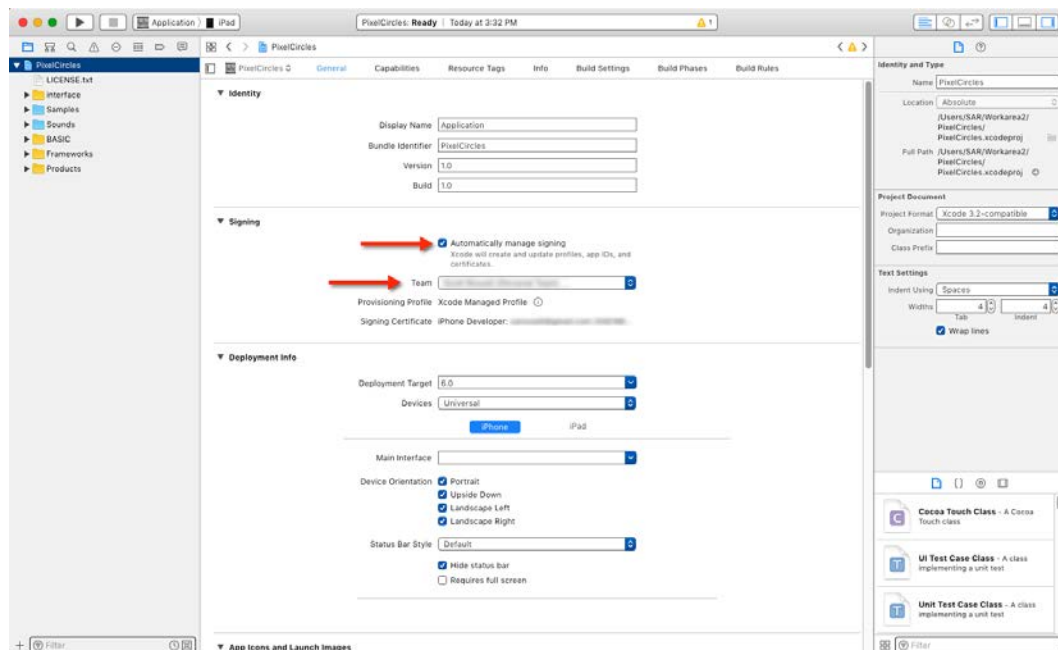 Application
iPad
PixelCircles: Ready | Today at 3:32 PM
1
PixelCircles
LICENSE.txt
interface
Samples
Sounds
BASIC
Frameworks
Products
Filter
PixelCircles
PixelCircles
General
Capabilities
Resource Tags
Info
Build Settings
Build Phases
Build Rules
Identity
Display Name Application
Bundle Identifier PixelCircles
Version 1.0
Build 1.0
Signing
Automatically manage signing
Xcode will create and update profiles, app IDs, and
certificates.
Team
Provisioning Profile Xcode Managed Profile
Signing Certificate iPhone Developer:
Deployment Info
Deployment Target 6.0
Devices Universal
iPhone
iPad
Main Interface
Device Orientation Portrait
Upside Down
Landscape Left
Landscape Right
Status Bar Style Default
Hide status bar
Requires full screen
App Icons and Launch Images
Identity and Type
Name PixelCircles
Location Absolute
/Users/SAR/Workarea2/
PixelCircles/
PixelCircles.xcodeproj
Full Path /Users/SAR/Workarea2/
PixelCircles/
PixelCircles.xcodeproj
Project Document
Project Format Xcode 3.2-compatible
Organization
Class Prefix
Text Settings
Indent Using Spaces
Widths 4 4
Tab Indent
Wrap lines
{}
C
Cocoa Touch Class - A Cocoa
Touch class
T
UI Test Case Class - A class
implementing a unit test
T
Unit Test Case Class - A class
implementing a unit test
Filter